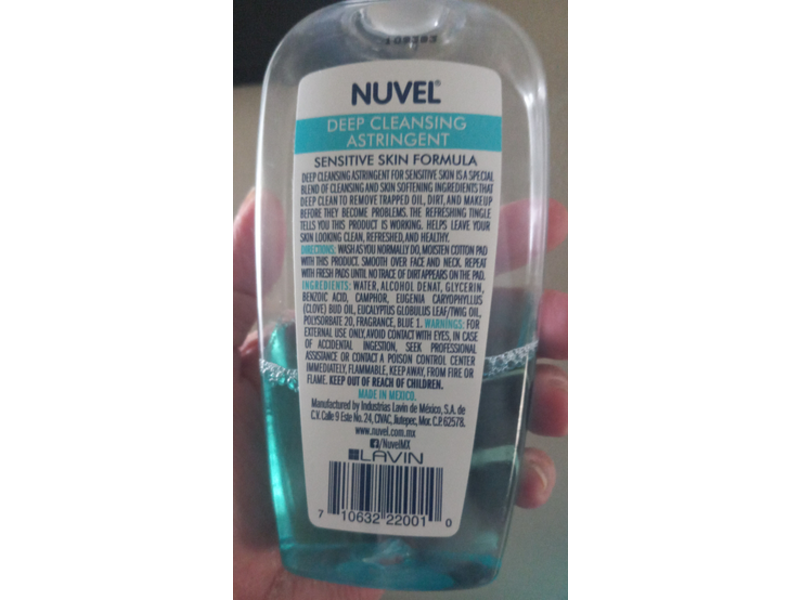 108383
NUVEL®
DEEP CLEANSING
ASTRINGENT
SENSITIVE SKIN FORMULA
DEEP CLEANSING ASTRINGENT FOR SENSITIVE SKIN IS A SPECIAL
BLEND OF CLEANSING AND SKIN SOFTENING INGREDIENTS THAT
DEEP CLEAN TO REMOVE TRAPPED OIL, DIRT, AND MAKEUP
BEFORE THEY BECOME PROBLEMS. THE REFRESHING TINGLE
TELLS YOU THIS PRODUCT IS WORKING. HELPS LEAVE YOUR
SKIN LOOKING CLEAN, REFRESHED, AND HEALTHY.
DIRECTIONS: WASH AS YOU NORMALLY DO, MOISTEN COTTON PAD
WITH THIS PRODUCT. SMOOTH OVER FACE AND NECK. REPEAT
WITH FRESH PADS UNTIL NO TRACE OF DIRT APPEARS ON THE PAD.
INGREDIENTS: WATER, ALCOHOL DENAT, GLYCERIN,
BENZOIC ACID, CAMPHOR, EUGENIA CARYOPHYLLUS
(CLOVE) BUD OIL, EUCALYPTUS GLOBULUS LEAF/TWIG OIL,
POLYSORBATE 20, FRAGRANCE, BLUE 1. WARNINGS: FOR
EXTERNAL USE ONLY, AVOID CONTACT WITH EYES, IN CASE
OF ACCIDENTAL INGESTION, SEEK PROFESSIONAL
ASSISTANCE OR CONTACT A POISON CONTROL CENTER
IMMEDIATELY, FLAMMABLE, KEEP AWAY, FROM FIRE OR
FLAME. KEEP OUT OF REACH OF CHILDREN.
MADE IN MEXICO.
Manufactured by Industrias Lavin de México, S.A. de
C.V. Calle 9 Este No. 24, CIVAC, Jiutepec, Mor. C.P. 62578.
www.nuvel.com.mx
/NuvelMX
LAVIN
7 10632 22001 0